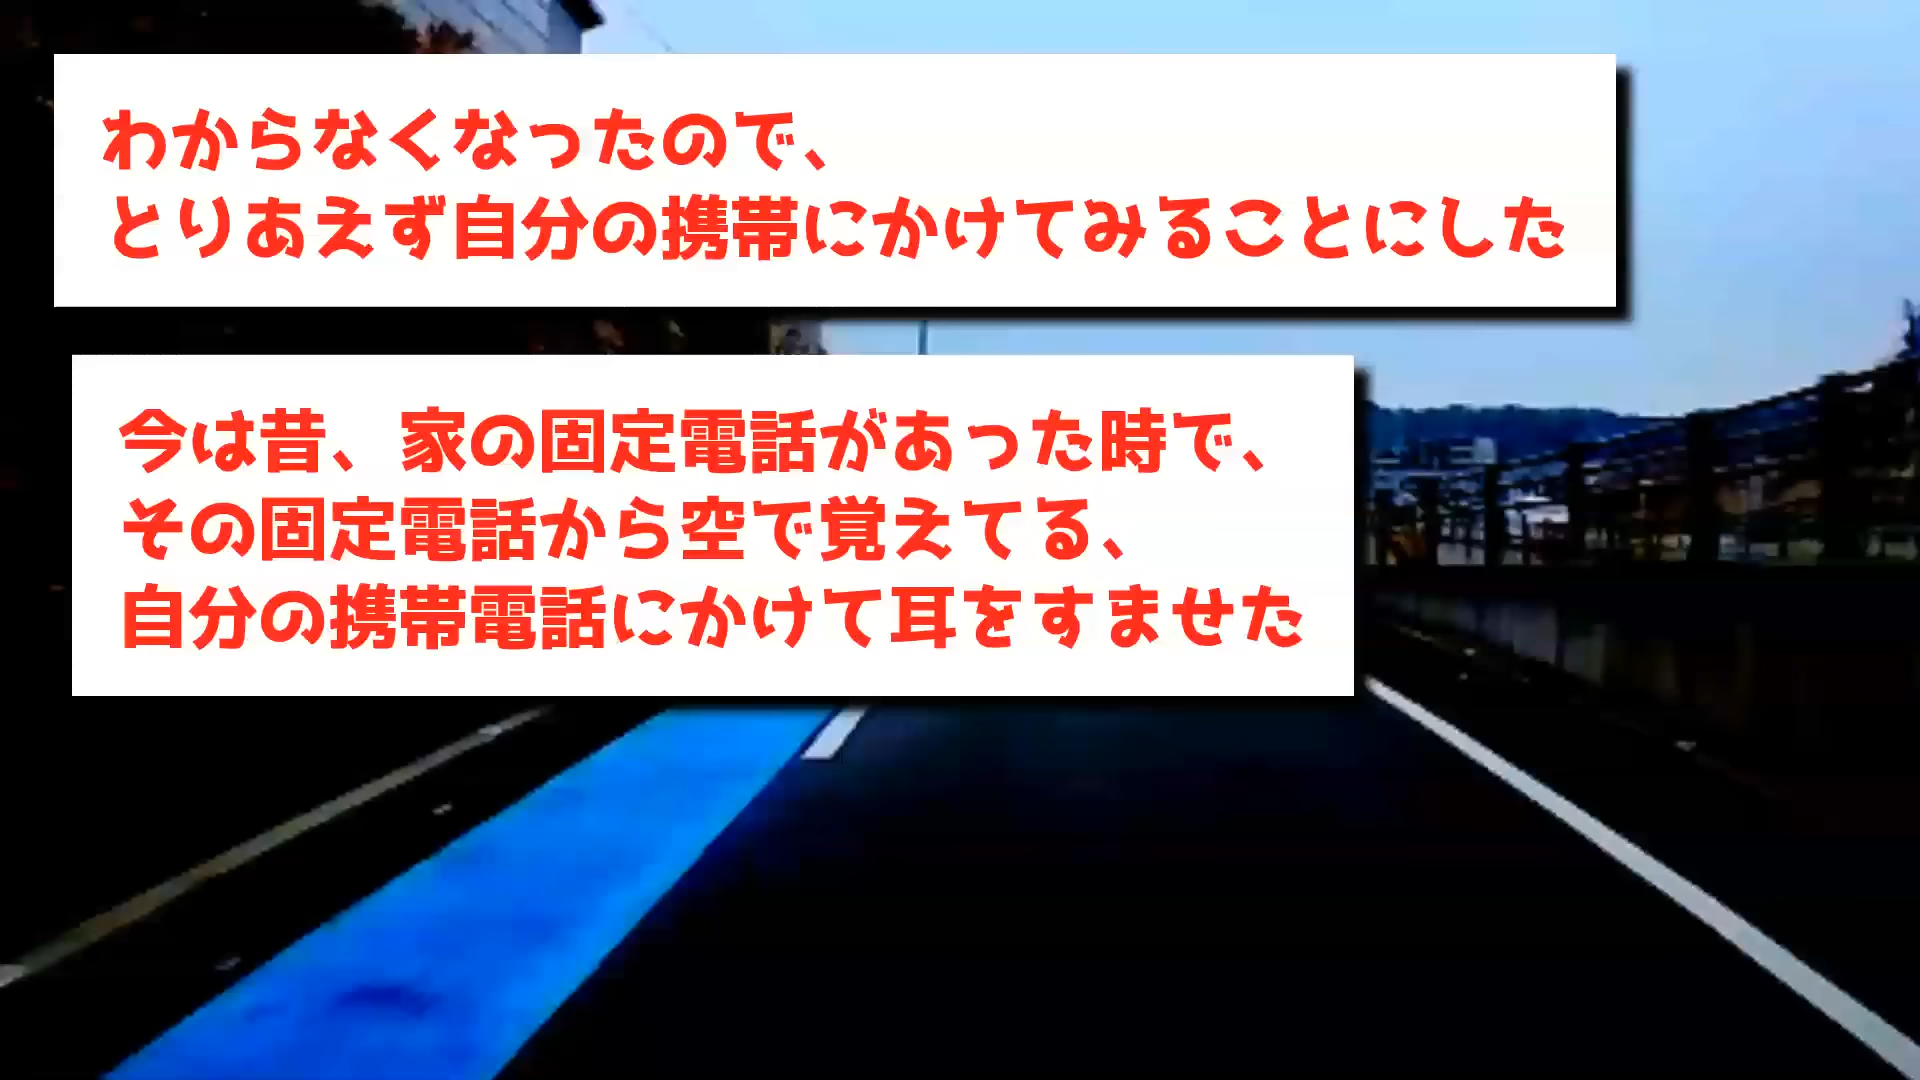 わからなくなったので、
とりあえず自分の携帯にかけてみることにした
今は昔、家の固定電話があった時で、
その固定電話から空で覚えてる、
自分の携帯電話にかけて耳をすませた